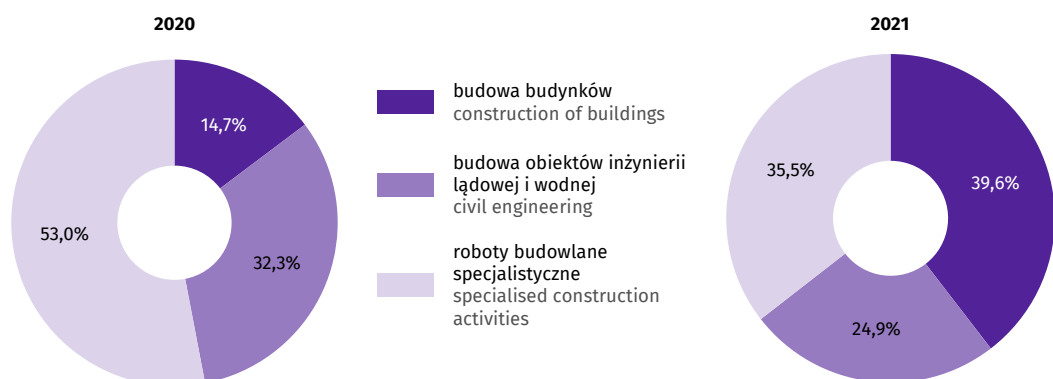 2020
14,7%
32,3%
53,0%
budowa budynków
construction of buildings
budowa obiektów inżynierii
lądowej i wodnej
civil engineering
roboty budowlane
specjalistyczne
specialised construction
activities
2021
39,6%
24,9%
35,5%